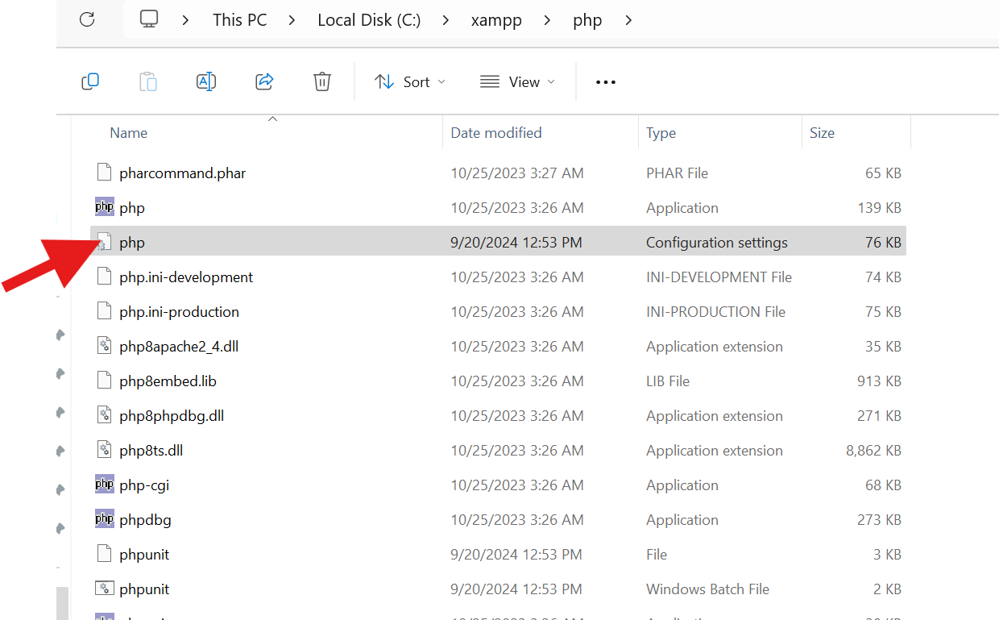 This PC > Local Disk (C:) > xampp > php >
Sort View
Name Date modified Type Size
pharcommand.phar 10/25/2023 3:27 AM PHAR File 65 KB
php php 10/25/2023 3:26 AM Application 139 KB
php 9/20/2024 12:53 PM Configuration settings 76 KB
php.ini-development 10/25/2023 3:26 AM INI-DEVELOPMENT File 74 KB
php.ini-production 10/25/2023 3:26 AM INI-PRODUCTION File 75 KB
php8apache2_4.dll 10/25/2023 3:26 AM Application extension 35 KB
php8embed.lib 10/25/2023 3:26 AM LIB File 913 KB
php8phpdbg.dll 10/25/2023 3:26 AM Application extension 271 KB
php8ts.dll 10/25/2023 3:26 AM Application extension 8,862 KB
php php-cgi 10/25/2023 3:26 AM Application 68 KB
php phpdbg 10/25/2023 3:26 AM Application 273 KB
phpunit 9/20/2024 12:53 PM File 3 KB
phpunit 9/20/2024 12:53 PM Windows Batch File 2 KB